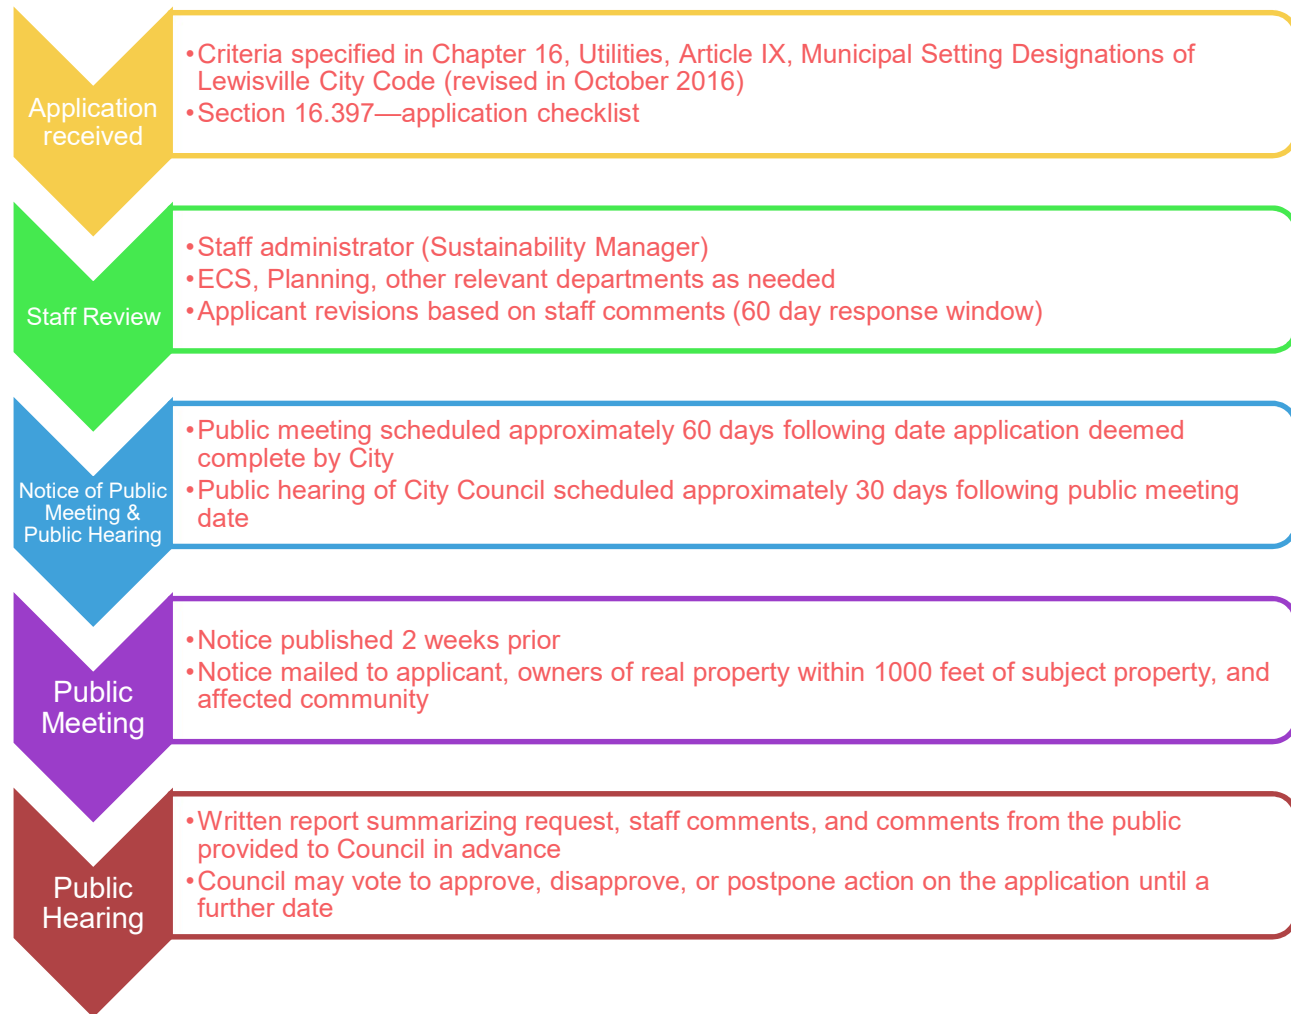 Application
received
•Criteria specified in Chapter 16, Utilities, Article IX, Municipal Setting Designations of
Lewisville City Code (revised in October 2016)
•Section 16.397—application checklist
Staff Review
•Staff administrator (Sustainability Manager)
•ECS, Planning, other relevant departments as needed
•Applicant revisions based on staff comments (60 day response window)
Notice of Public
Meeting &
Public Hearing
•Public meeting scheduled approximately 60 days following date application deemed
complete by City
•Public hearing of City Council scheduled approximately 30 days following public meeting
date
Public
Meeting
•Notice published 2 weeks prior
•Notice mailed to applicant, owners of real property within 1000 feet of subject property, and
affected community
Public
Hearing
•Written report summarizing request, staff comments, and comments from the public
provided to Council in advance
•Council may vote to approve, disapprove, or postpone action on the application until a
further date